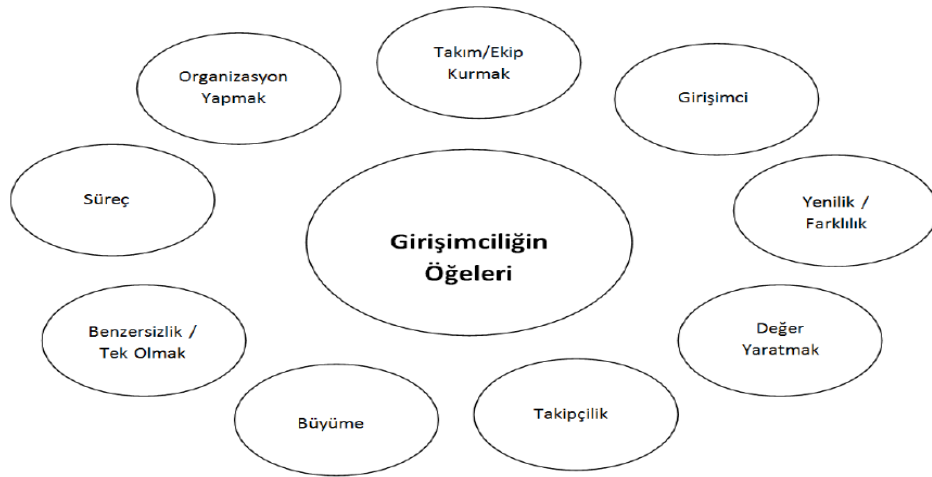 Takım/Ekip
Kurmak
Organizasyon
Yapmak
Girişimci
Süreç
Yenilik /
Farklılık
Girişimciliğin
Öğeleri
Benzersizlik /
Tek Olmak
Değer
Yaratmak
Büyüme
Takipçilik